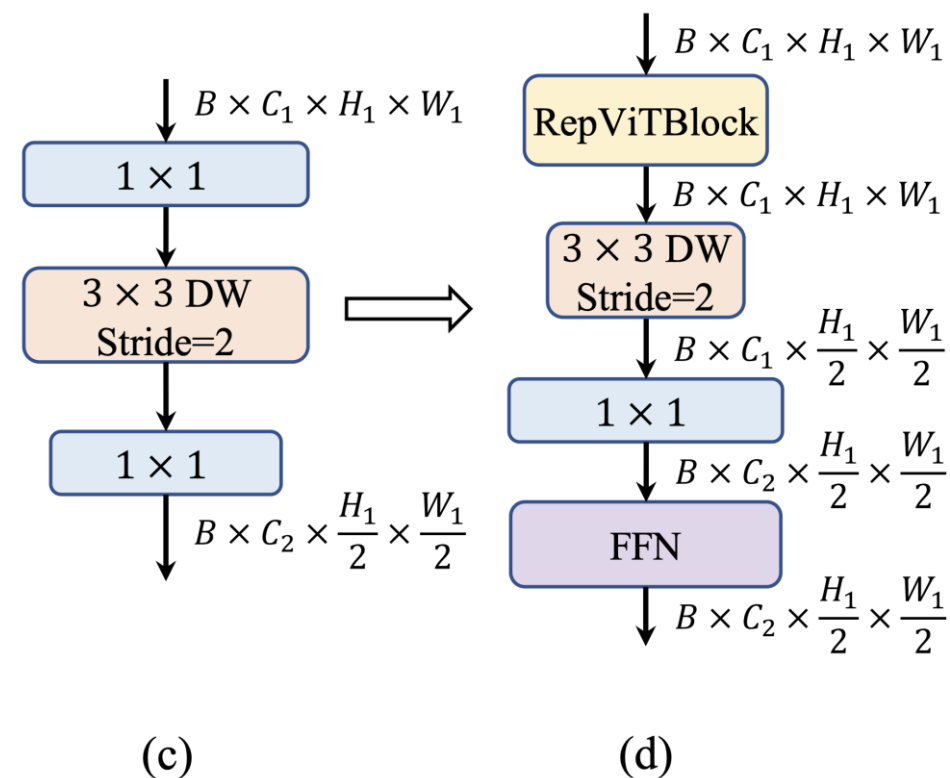 B × C₁ × H₁ × W₁
1 × 1
3 × 3 DW
Stride=2
1 × 1
B × C₂ × H₁/2 × W₁/2
(c)
B × C₁ × H₁ × W₁
RepViTBlock
B × C₁ × H₁ × W₁
3 × 3 DW
Stride=2
B × C₁ × H₁/2 × W₁/2
1 × 1
B × C₂ × H₁/2 × W₁/2
FFN
B × C₂ × H₁/2 × W₁/2
(d)